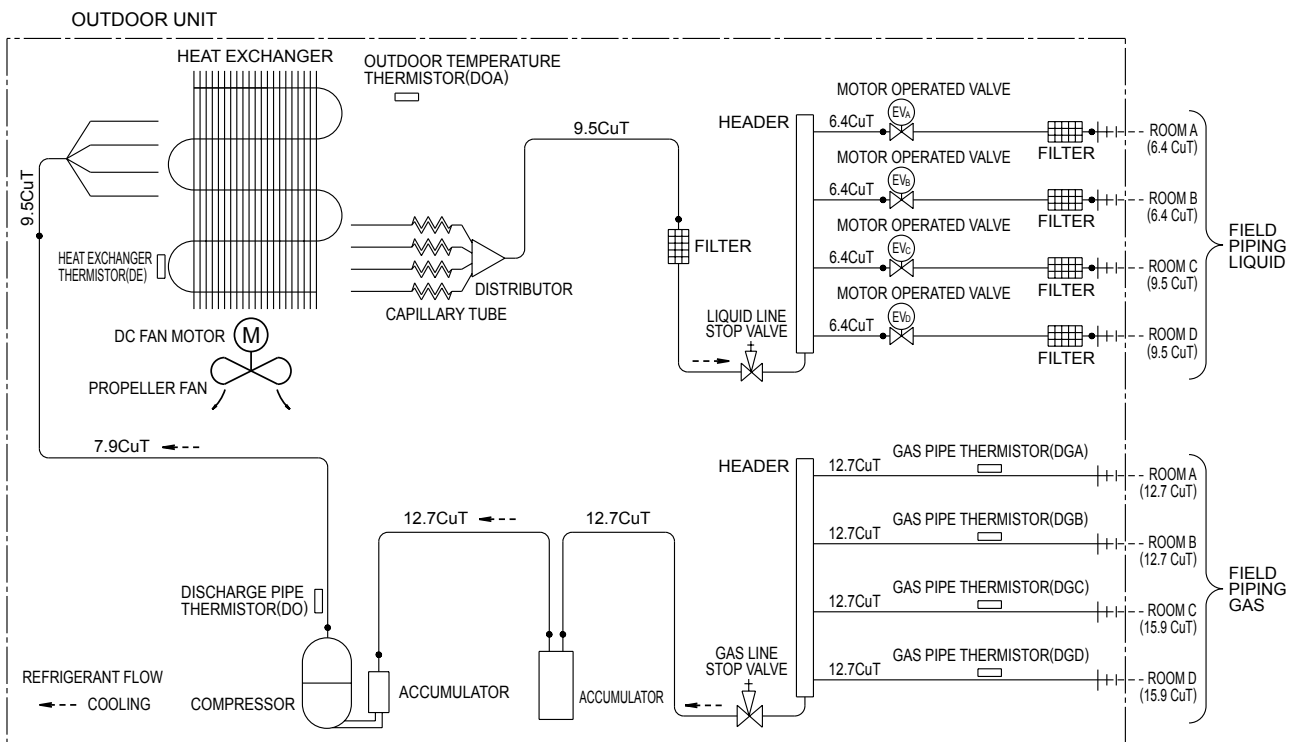 OUTDOOR UNIT
HEAT EXCHANGER
OUTDOOR TEMPERATURE
THERMISTOR(DOA)
9.5CuT
9.5CuT
HEAT EXCHANGER
THERMISTOR(DE)
CAPILLARY TUBE
DISTRIBUTOR
FILTER
LIQUID LINE
STOP VALVE
DC FAN MOTOR
M
PROPELLER FAN
HEADER
MOTOR OPERATED VALVE
6.4CuT
EVA
FILTER
ROOM A
(6.4 CuT)
MOTOR OPERATED VALVE
6.4CuT
EVB
FILTER
ROOM B
(6.4 CuT)
MOTOR OPERATED VALVE
6.4CuT
EVC
FILTER
ROOM C
(9.5 CuT)
MOTOR OPERATED VALVE
6.4CuT
EVD
FILTER
ROOM D
(9.5 CuT)
FIELD
PIPING
LIQUID
7.9CuT
12.7CuT
12.7CuT
DISCHARGE PIPE
THERMISTOR(DO)
COMPRESSOR
ACCUMULATOR
ACCUMULATOR
GAS LINE
STOP VALVE
HEADER
12.7CuT
GAS PIPE THERMISTOR(DGA)
ROOM A
(12.7 CuT)
12.7CuT
GAS PIPE THERMISTOR(DGB)
ROOM B
(12.7 CuT)
12.7CuT
GAS PIPE THERMISTOR(DGC)
ROOM C
(15.9 CuT)
12.7CuT
GAS PIPE THERMISTOR(DGD)
ROOM D
(15.9 CuT)
FIELD
PIPING
GAS
REFRIGERANT FLOW
COOLING